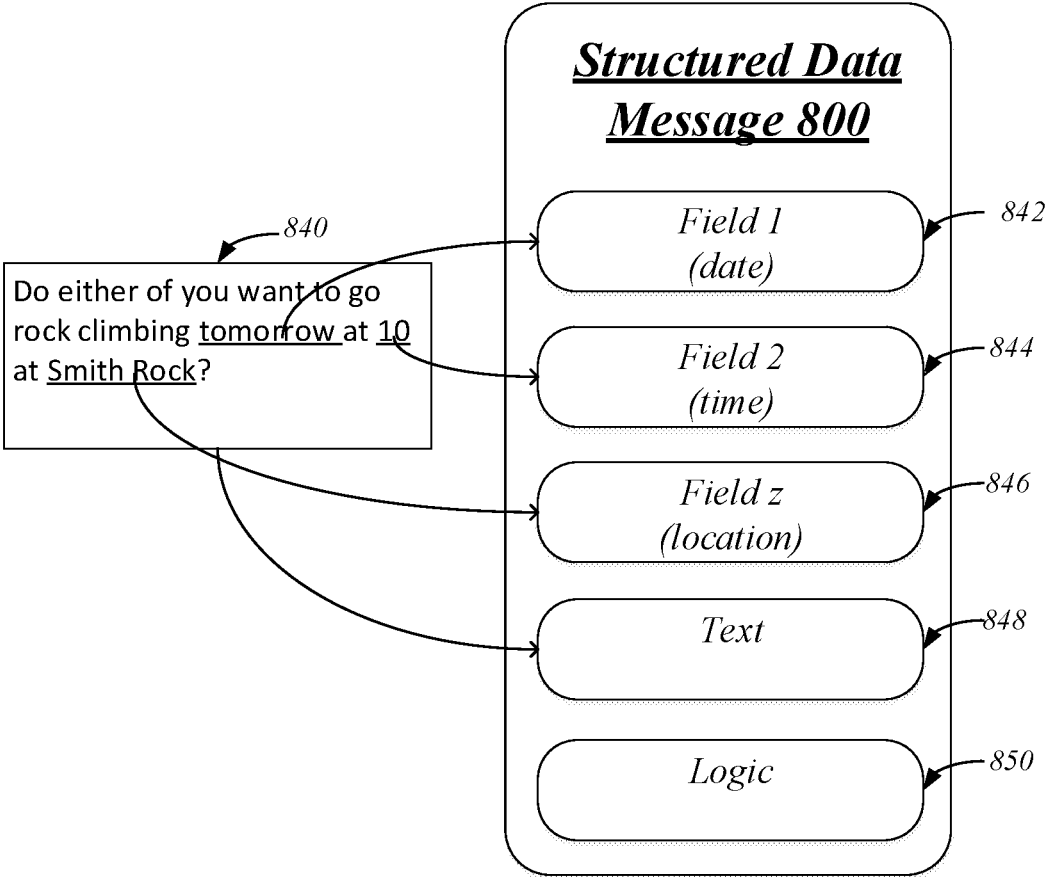 Structured Data
Message 800
840
Do either of you want to go
rock climbing tomorrow at 10
at Smith Rock?
Field 1
(date)
842
Field 2
(time)
844
Field z
(location)
846
Text
848
Logic
850